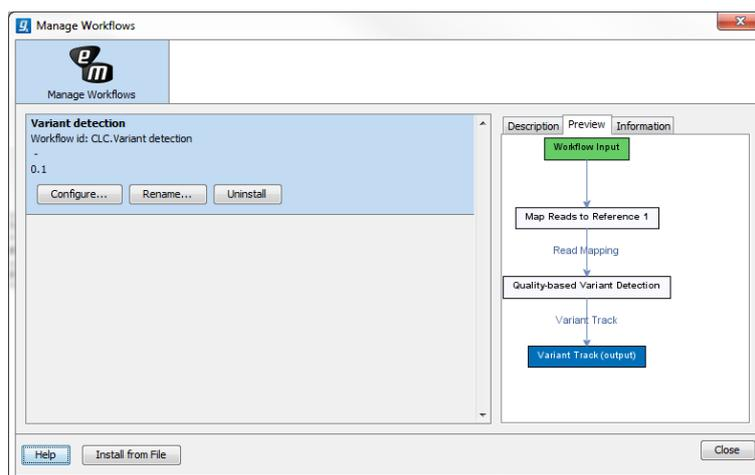 Manage Workflows
Manage Workflows
Variant detection
Workflow id: CLC.Variant detection
-
0.1
Configure... Rename... Uninstall
Description Preview Information
Workflow Input
Map Reads to Reference 1
Read Mapping
Quality-based Variant Detection
Variant Track
Variant Track (output)
Help Install from File Close